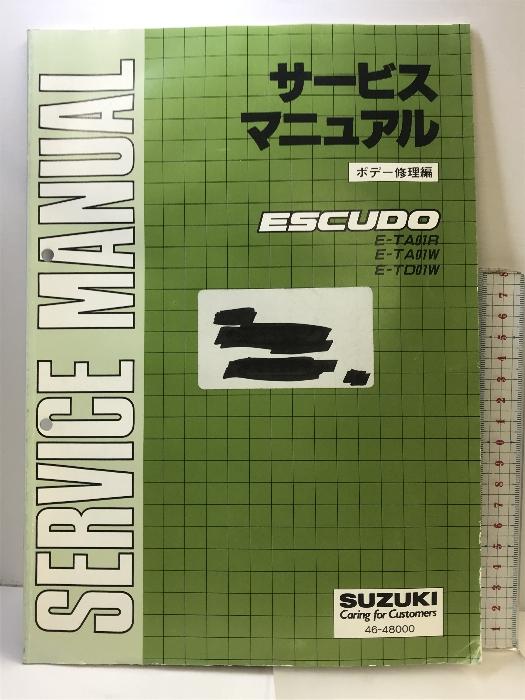 SERVICE MANUAL
サービス
マニュアル
ボデー修理編
ESCUDO
E-TA01R
E-TA01W
E-TD01W
SUZUKI
Caring for Customers
46-48000